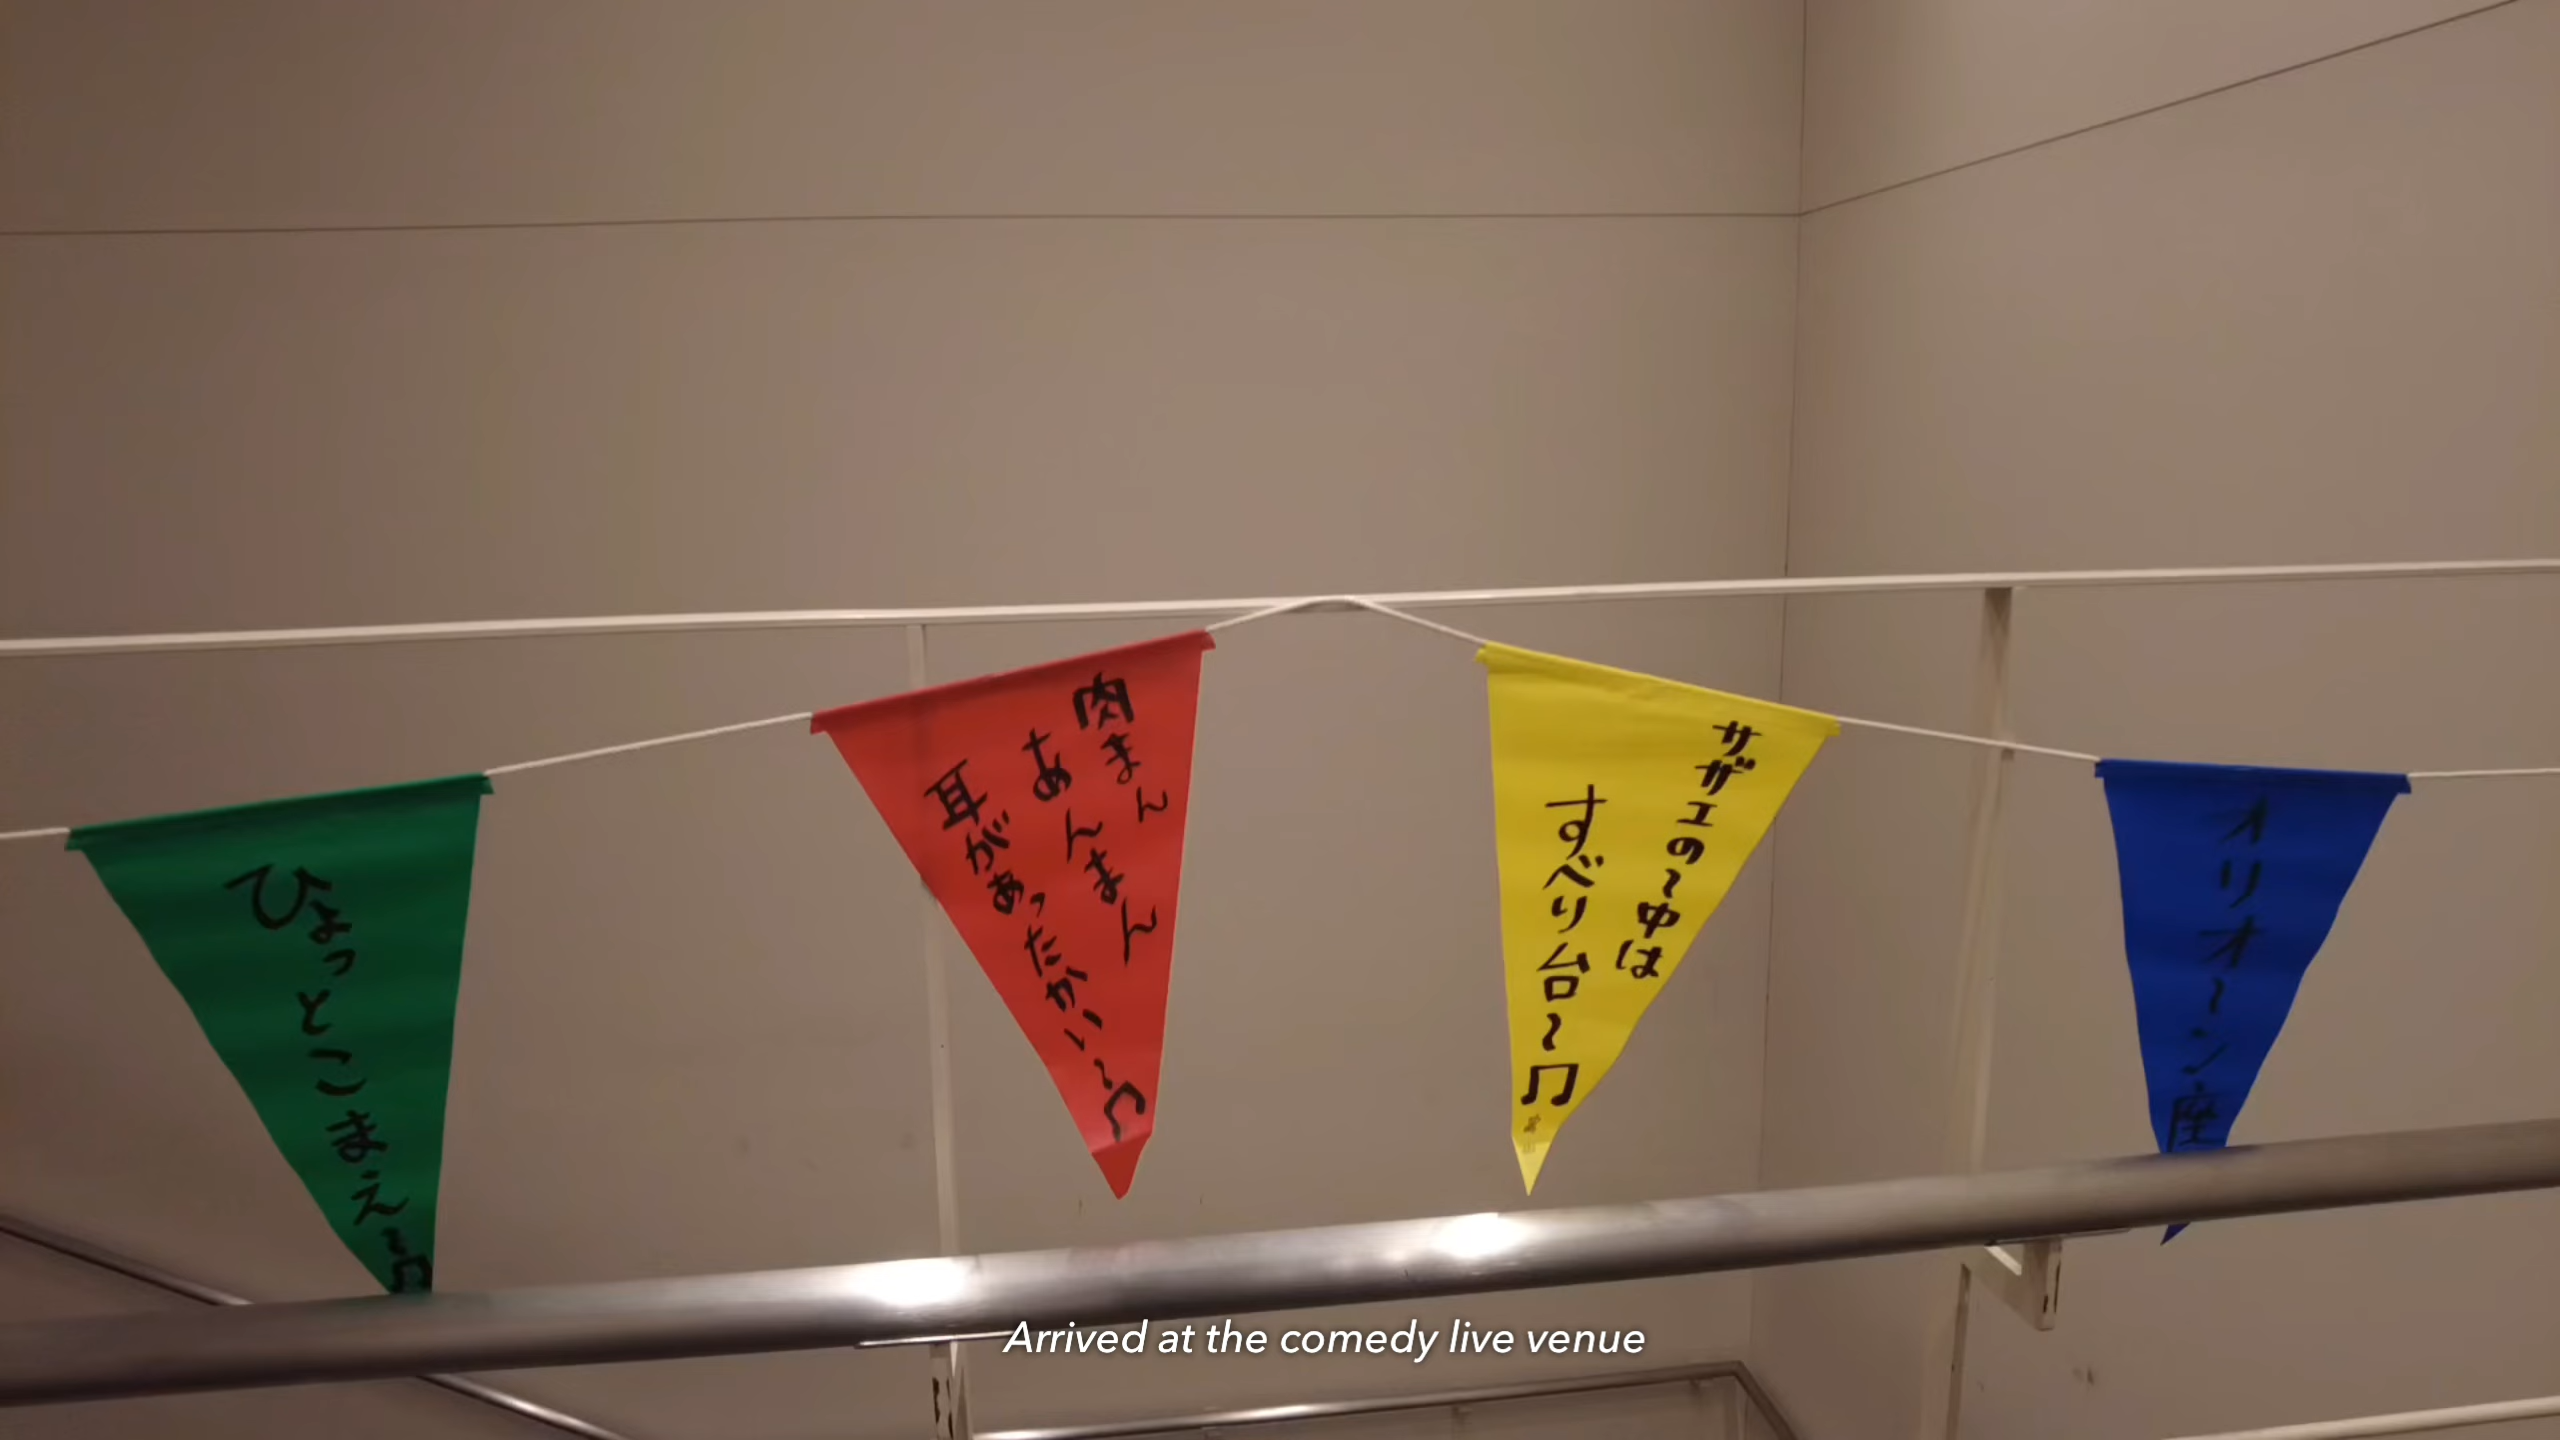 ひょっとこまえ〜♫
肉まん
あんまん
耳があったかい〜♪
サザエの〜中は
すべり台〜♫
オリオ〜ン座
Arrived at the comedy live venue